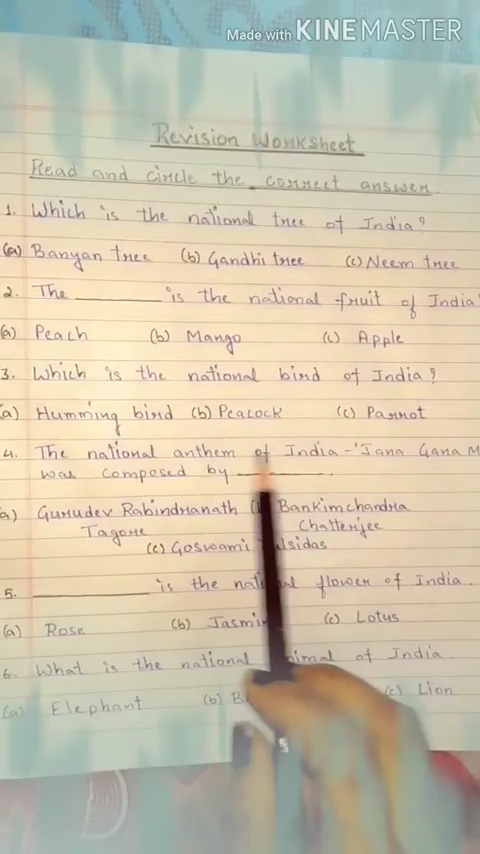 Made with KINEMASTER
Revision Worksheet
Read and circle the correct answer.
1. Which is the national tree of India?
(a) Banyan tree (b) Gandhi tree (c) Neem tree
2. The ________ is the national fruit of India
(a) Peach (b) Mango (c) Apple
3. Which is the national bird of India?
a) Humming bird (b) Peacock (c) Parrot
4. The national anthem of India - 'Jana Gana M
was composed by ________.
a) Gurudev Rabindranath Bankimchandra
Tagore Chatterjee
(c) Goswami
5. ________ is the flower of India.
(a) Rose (b) (c) Lotus
6. What is the national of India.
(a) Elephant (b) (c) Lion